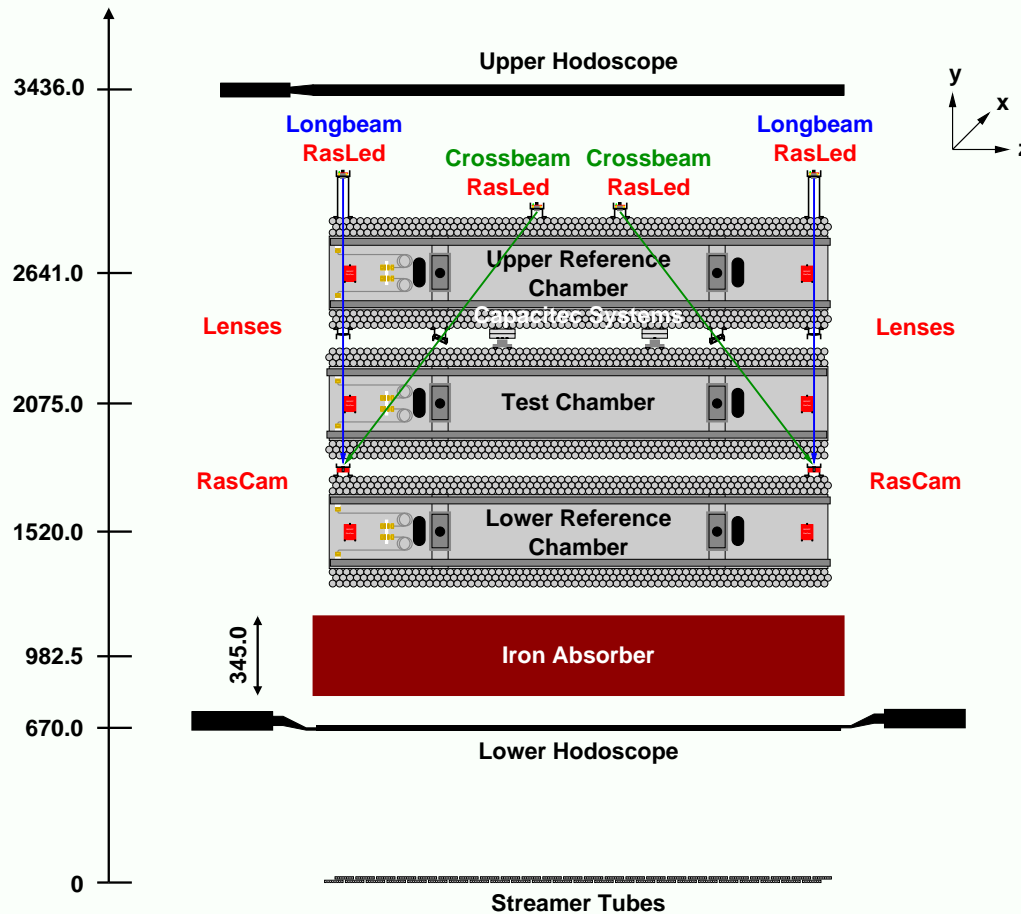 Upper Hodoscope
3436.0
y
x
z
Longbeam
RasLed
Longbeam
RasLed
Crossbeam
RasLed
Crossbeam
RasLed
2641.0
Upper Reference
Chamber
Capacitec Systems
Lenses
Lenses
2075.0
Test Chamber
RasCam
RasCam
1520.0
Lower Reference
Chamber
345.0
982.5
Iron Absorber
670.0
Lower Hodoscope
0
Streamer Tubes